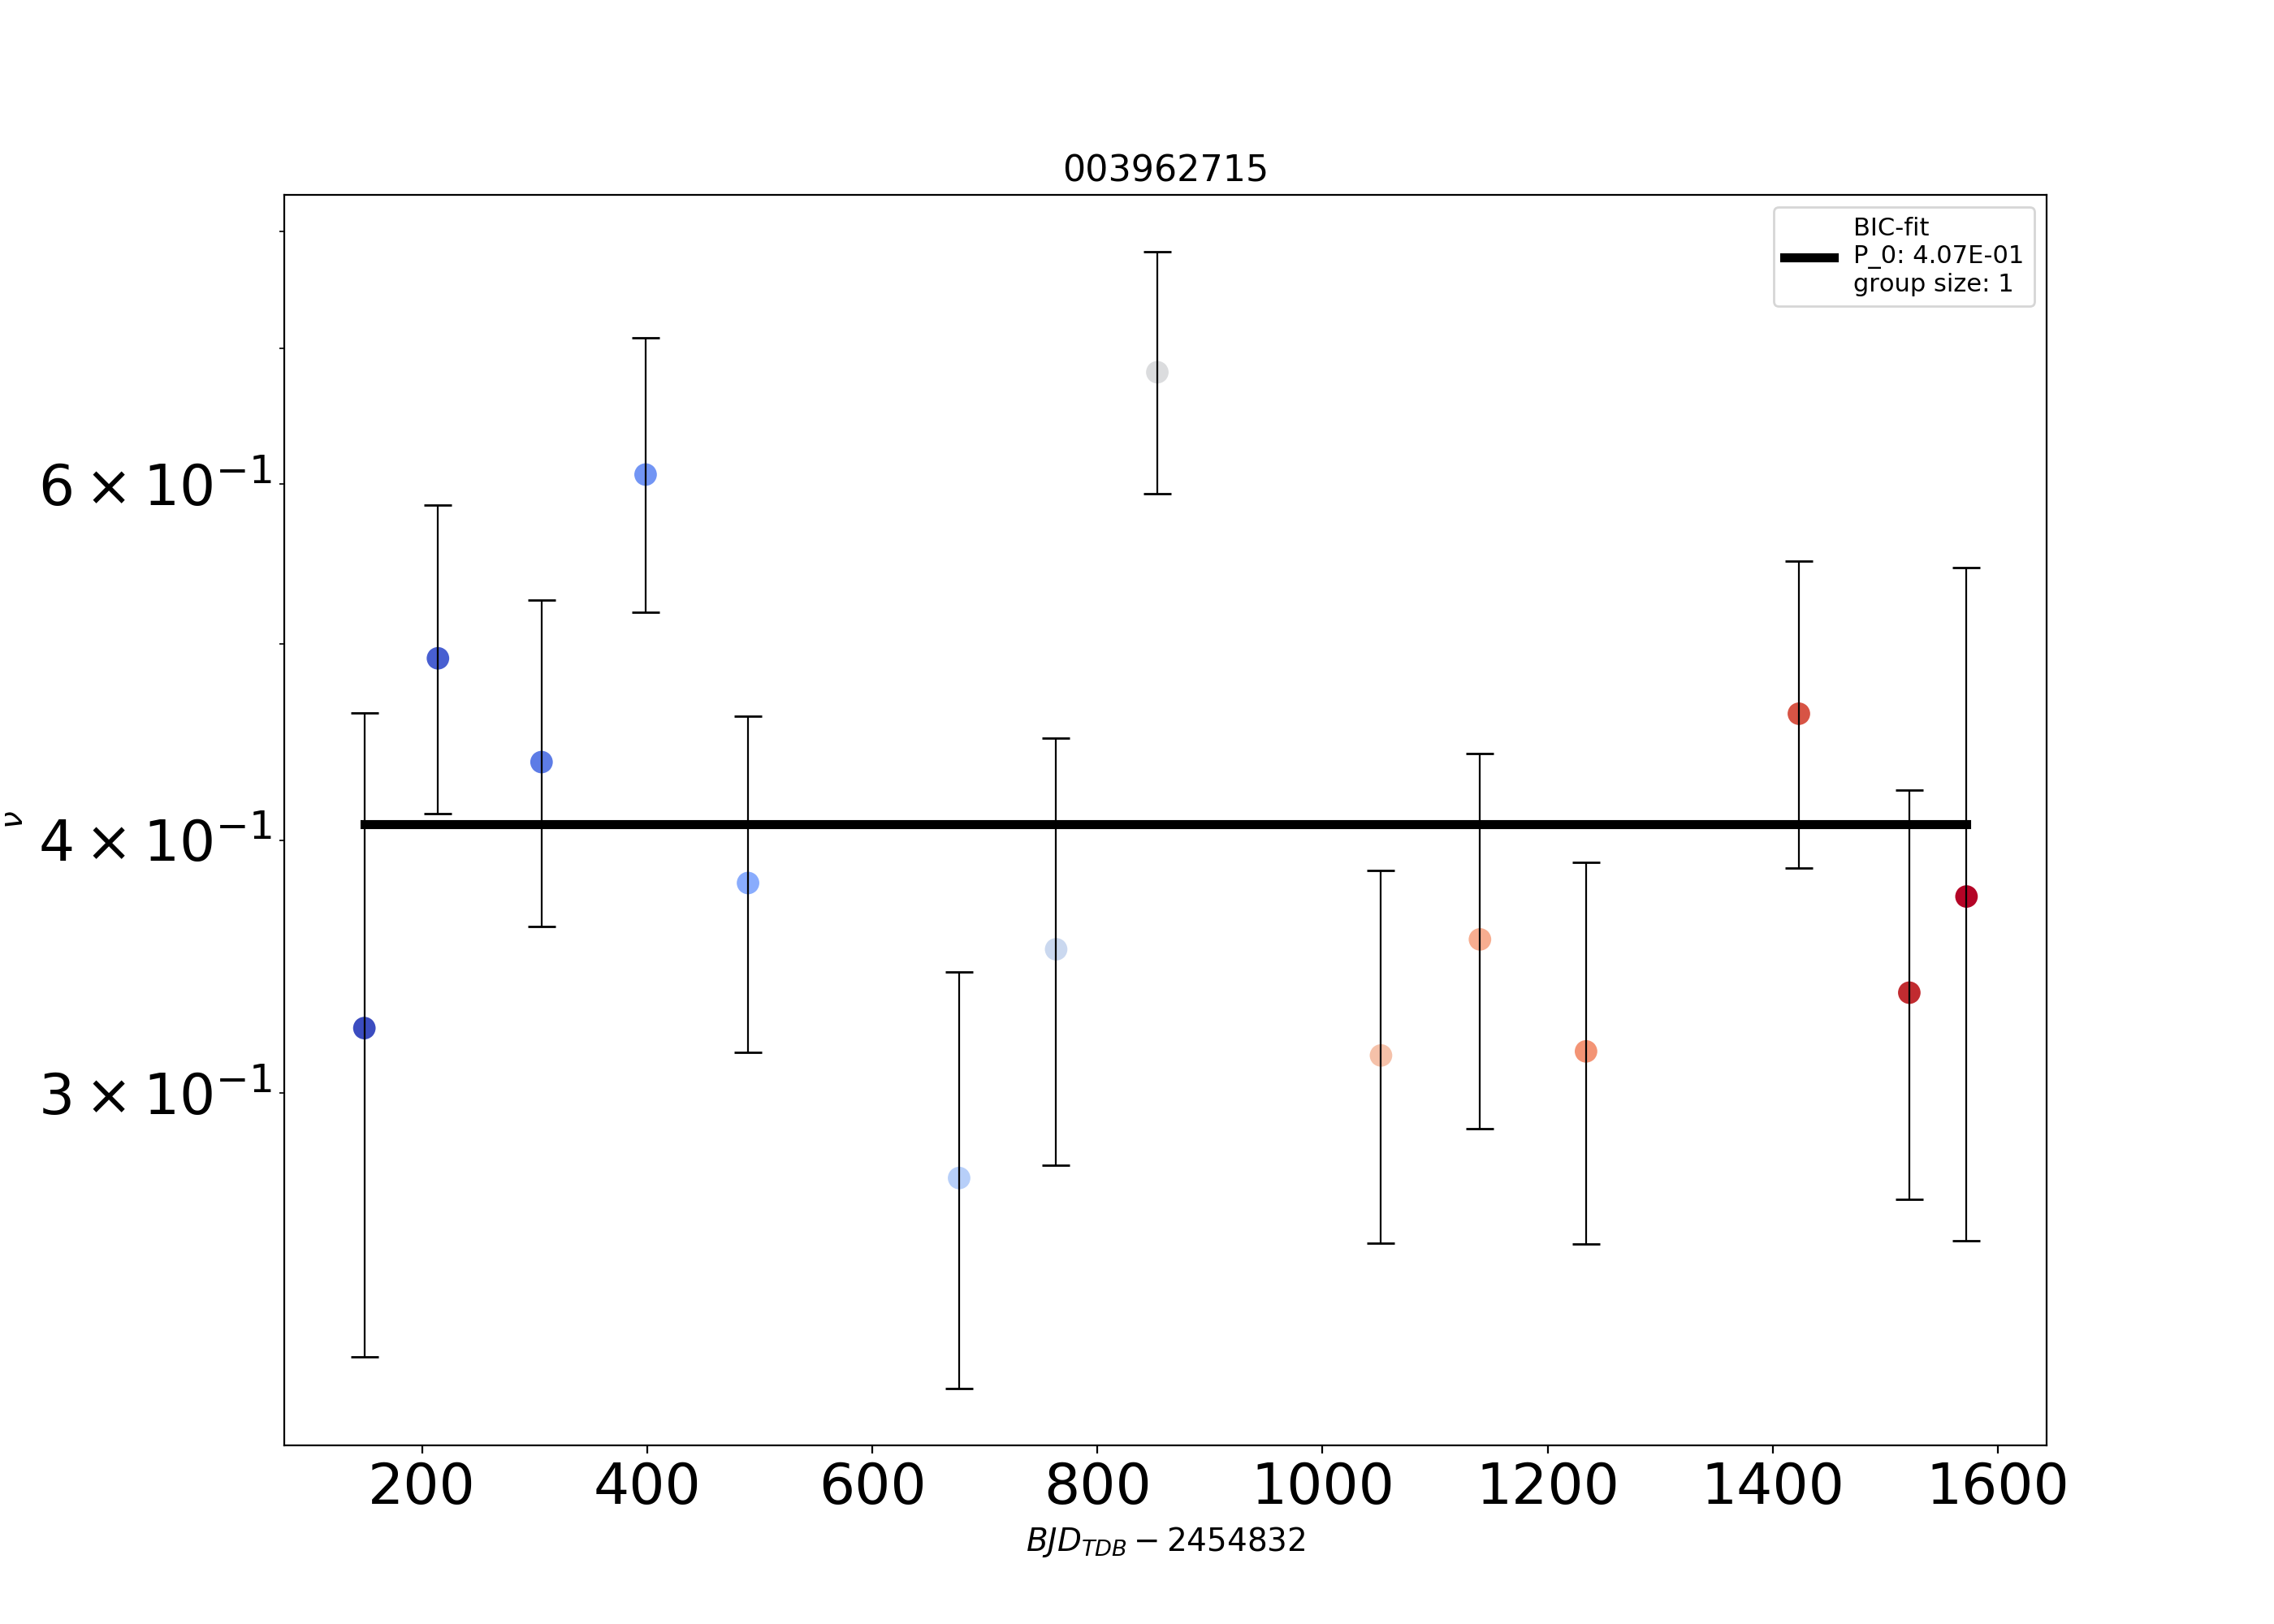 003962715
BIC-fit
P_0: 4.07E-01
group size: 1
6 × 10⁻¹
4 × 10⁻¹
3 × 10⁻¹
ν
200 400 600 800 1000 1200 1400 1600
BJD_TDB − 2454832